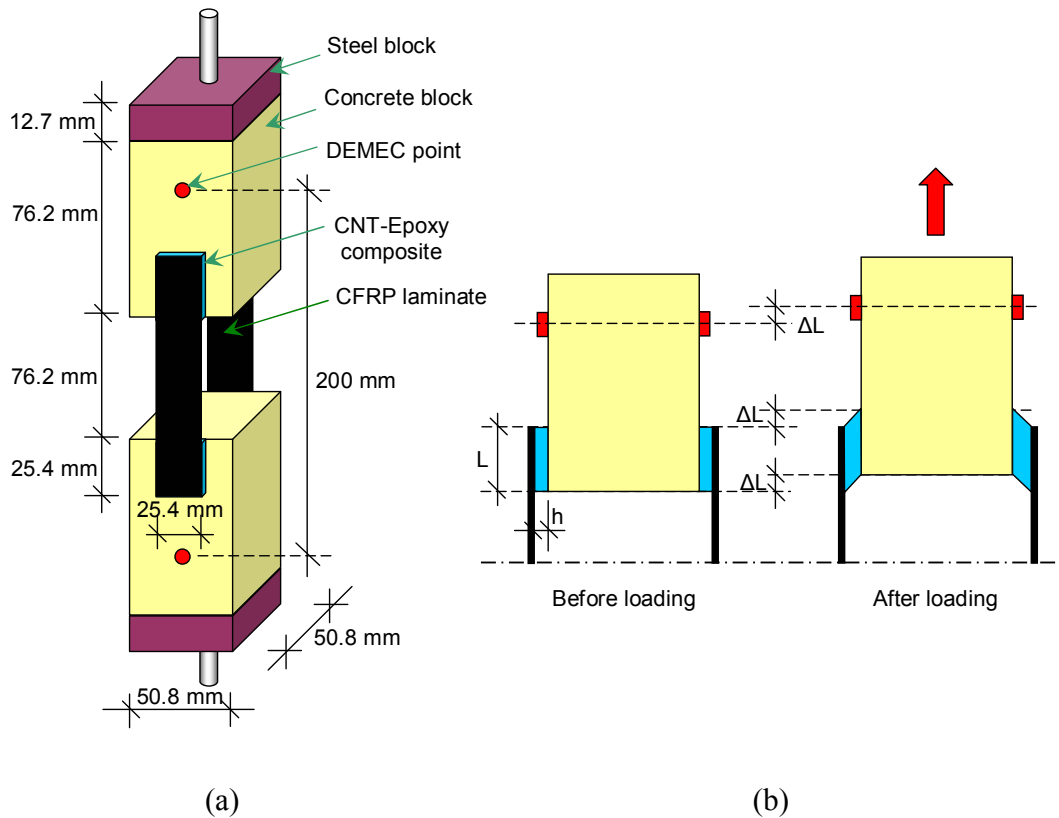 Steel block
Concrete block
12.7 mm
DEMEC point
76.2 mm
CNT-Epoxy
composite
CFRP laminate
ΔL
76.2 mm
200 mm
ΔL
25.4 mm
L
ΔL
25.4 mm
h
Before loading
After loading
50.8 mm
50.8 mm
(a)
(b)